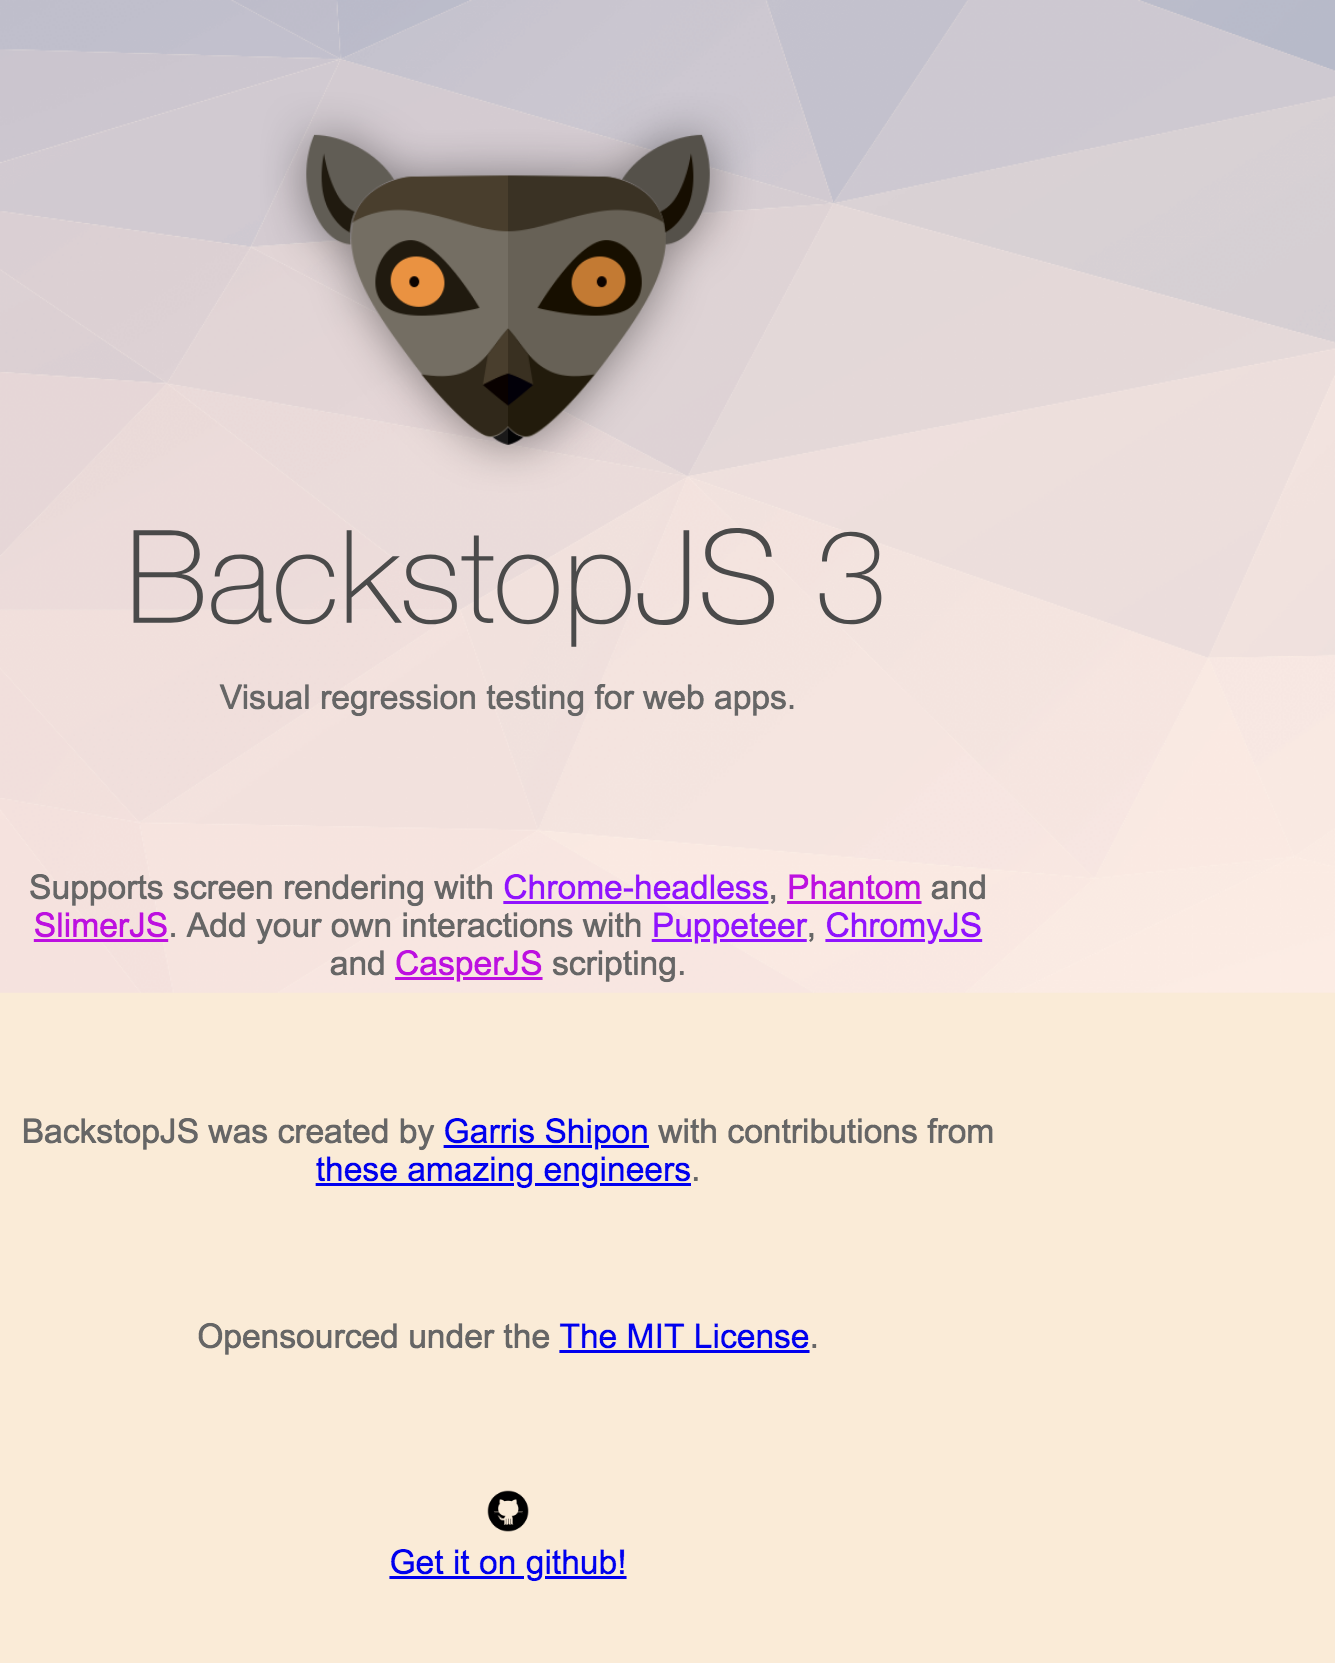 BackstopJS 3
Visual regression testing for web apps.
Supports screen rendering with Chrome-headless, Phantom and
SlimerJS. Add your own interactions with Puppeteer, ChromyJS
and CasperJS scripting.
BackstopJS was created by Garris Shipon with contributions from
these amazing engineers.
Opensourced under the The MIT License.
Get it on github!